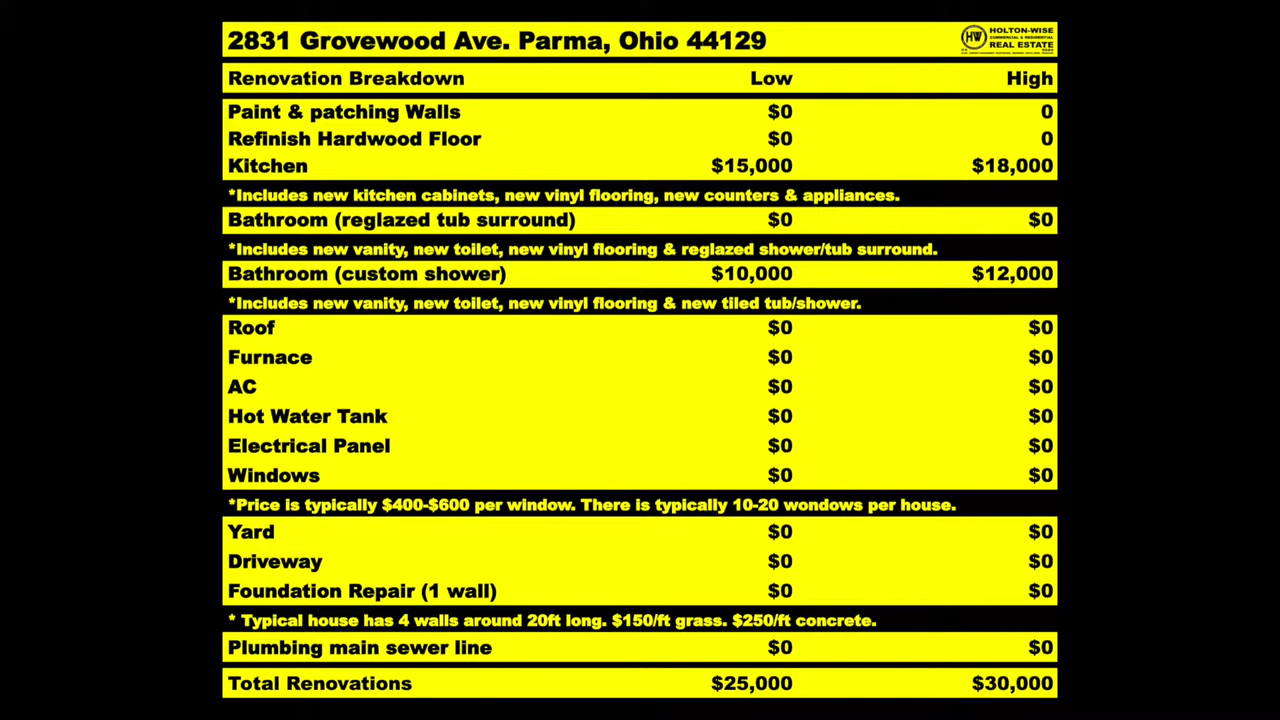 2831 Grovewood Ave. Parma, Ohio 44129
HW HOLTON-WISE
COMMERCIAL & RESIDENTIAL
REAL ESTATE
Renovation Breakdown Low High
Paint & patching Walls $0 0
Refinish Hardwood Floor $0 0
Kitchen $15,000 $18,000
*Includes new kitchen cabinets, new vinyl flooring, new counters & appliances.
Bathroom (reglazed tub surround) $0 $0
*Includes new vanity, new toilet, new vinyl flooring & reglazed shower/tub surround.
Bathroom (custom shower) $10,000 $12,000
*Includes new vanity, new toilet, new vinyl flooring & new tiled tub/shower.
Roof $0 $0
Furnace $0 $0
AC $0 $0
Hot Water Tank $0 $0
Electrical Panel $0 $0
Windows $0 $0
*Price is typically $400-$600 per window. There is typically 10-20 wondows per house.
Yard $0 $0
Driveway $0 $0
Foundation Repair (1 wall) $0 $0
* Typical house has 4 walls around 20ft long. $150/ft grass. $250/ft concrete.
Plumbing main sewer line $0 $0
Total Renovations $25,000 $30,000